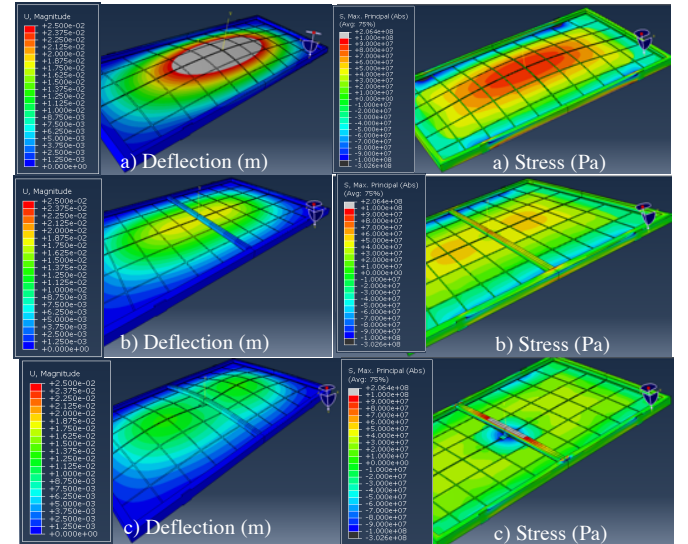 U, Magnitude
+2.500e-02
+2.375e-02
+2.250e-02
+2.125e-02
+2.000e-02
+1.875e-02
+1.750e-02
+1.625e-02
+1.500e-02
+1.375e-02
+1.250e-02
+1.125e-02
+1.000e-02
+8.750e-03
+7.500e-03
+6.250e-03
+5.000e-03
+3.750e-03
+2.500e-03
+1.250e-03
+0.000e+00
a) Deflection (m)
S, Max. Principal (Abs)
(Avg: 75%)
+2.064e+08
+1.000e+08
+9.000e+07
+8.000e+07
+7.000e+07
+6.000e+07
+5.000e+07
+4.000e+07
+3.000e+07
+2.000e+07
+1.000e+07
+0.000e+00
-1.000e+07
-2.000e+07
-3.000e+07
-4.000e+07
-5.000e+07
-6.000e+07
-7.000e+07
-8.000e+07
-9.000e+07
-1.000e+08
-3.026e+08
a) Stress (Pa)
U, Magnitude
+2.500e-02
+2.375e-02
+2.250e-02
+2.125e-02
+2.000e-02
+1.875e-02
+1.750e-02
+1.625e-02
+1.500e-02
+1.375e-02
+1.250e-02
+1.125e-02
+1.000e-02
+8.750e-03
+7.500e-03
+6.250e-03
+5.000e-03
+3.750e-03
+2.500e-03
+1.250e-03
+0.000e+00
b) Deflection (m)
S, Max. Principal (Abs)
(Avg: 75%)
+2.064e+08
+1.000e+08
+9.000e+07
+8.000e+07
+7.000e+07
+6.000e+07
+5.000e+07
+4.000e+07
+3.000e+07
+2.000e+07
+1.000e+07
+0.000e+00
-1.000e+07
-2.000e+07
-3.000e+07
-4.000e+07
-5.000e+07
-6.000e+07
-7.000e+07
-8.000e+07
-9.000e+07
-1.000e+08
-3.026e+08
b) Stress (Pa)
U, Magnitude
+2.500e-02
+2.375e-02
+2.250e-02
+2.125e-02
+2.000e-02
+1.875e-02
+1.750e-02
+1.625e-02
+1.500e-02
+1.375e-02
+1.250e-02
+1.125e-02
+1.000e-02
+8.750e-03
+7.500e-03
+6.250e-03
+5.000e-03
+3.750e-03
+2.500e-03
+1.250e-03
+0.000e+00
c) Deflection (m)
S, Max. Principal (Abs)
(Avg: 75%)
+2.064e+08
+1.000e+08
+9.000e+07
+8.000e+07
+7.000e+07
+6.000e+07
+5.000e+07
+4.000e+07
+3.000e+07
+2.000e+07
+1.000e+07
+0.000e+00
-1.000e+07
-2.000e+07
-3.000e+07
-4.000e+07
-5.000e+07
-6.000e+07
-7.000e+07
-8.000e+07
-9.000e+07
-1.000e+08
-3.026e+08
c) Stress (Pa)